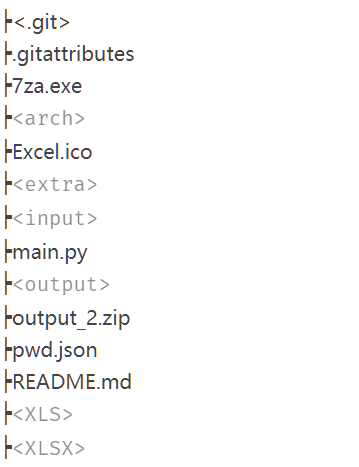 <.git>
.gitattributes
7za.exe
<arch>
Excel.ico
<extra>
<input>
main.py
<output>
output_2.zip
pwd.json
README.md
<XLS>
<XLSX>